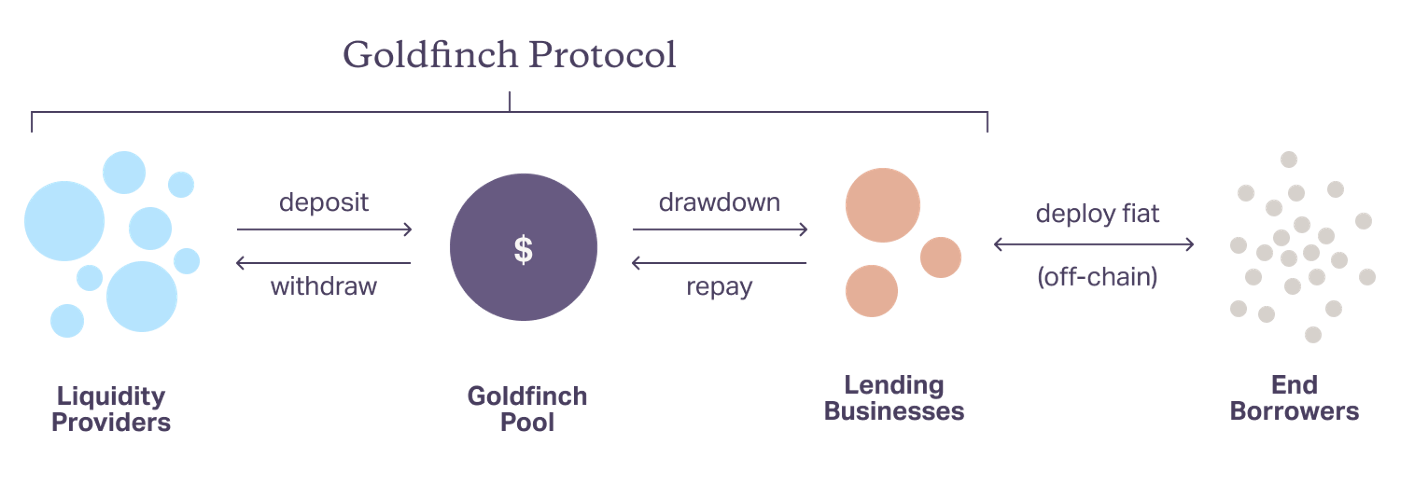 Goldfinch Protocol
deposit
withdraw
$
drawdown
repay
deploy fiat
(off-chain)
Liquidity
Providers
Goldfinch
Pool
Lending
Businesses
End
Borrowers